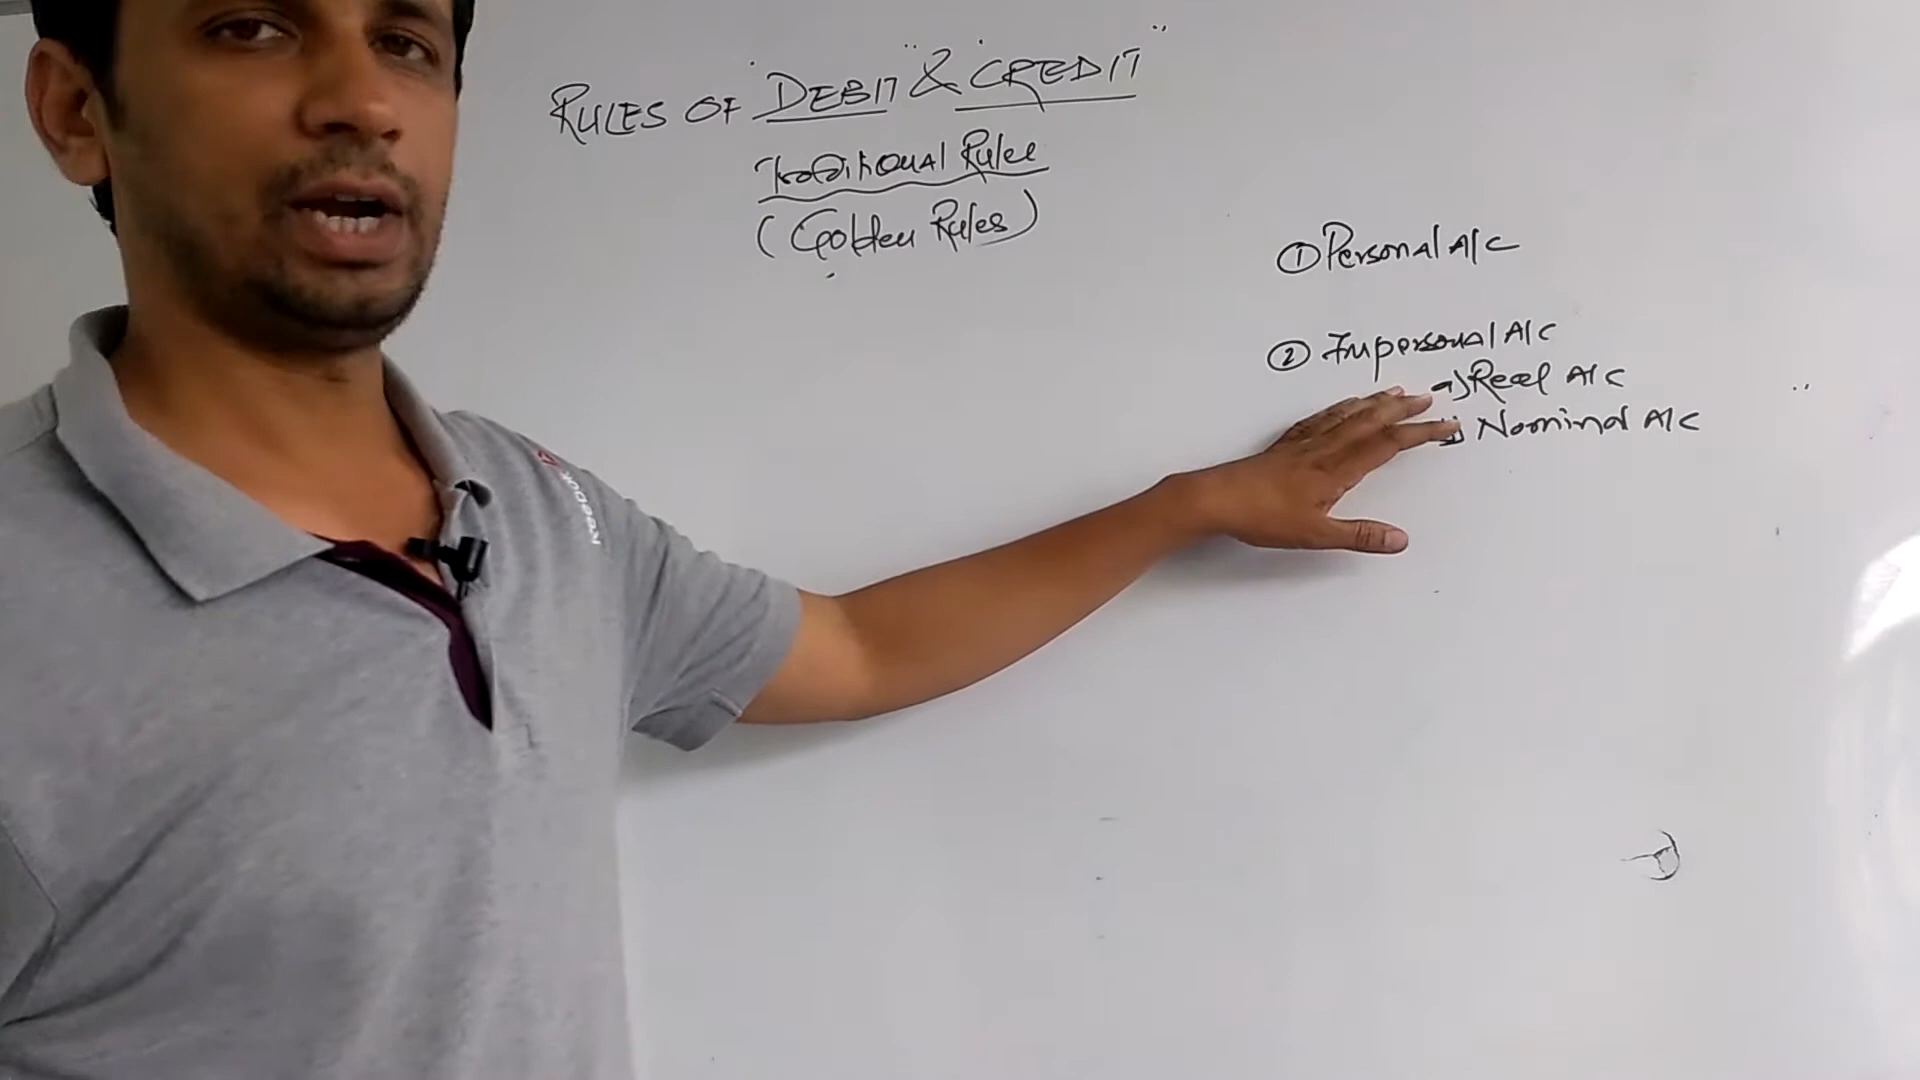 RULES OF "DEBIT" & "CREDIT"
Traditional Rules
(Golden Rules)
① Personal A/C
② Impersonal A/C
a) Real A/C
Nominal A/C